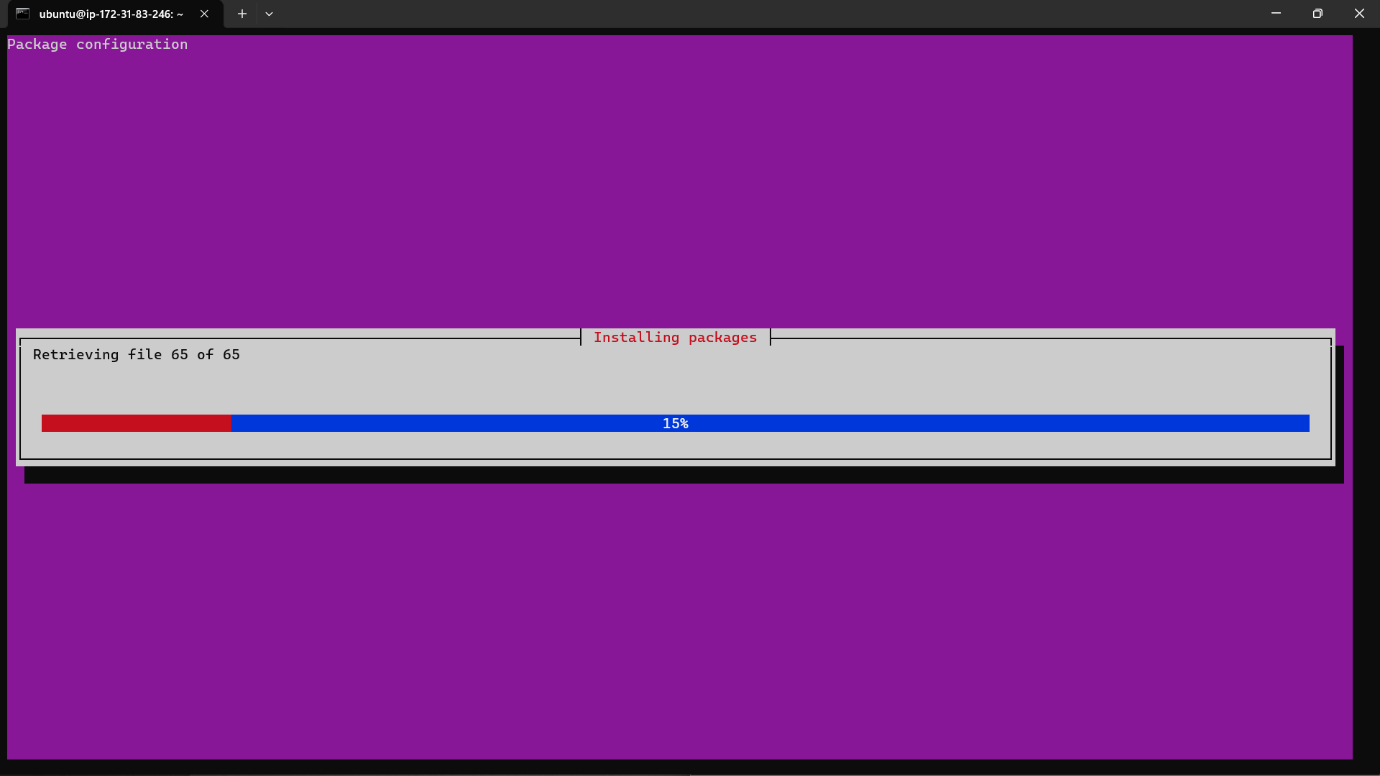 ubuntu@ip-172-31-83-246: ~
Package configuration
Installing packages
Retrieving file 65 of 65
15%